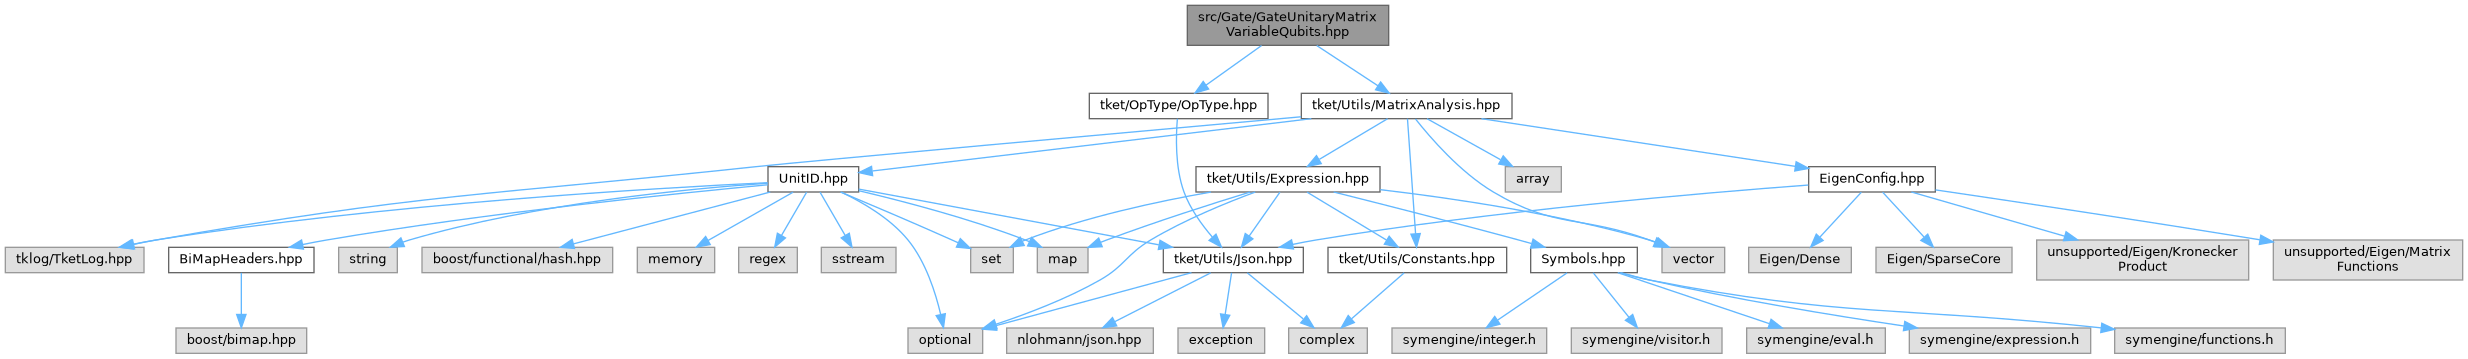 src/Gate/GateUnitaryMatrix
VariableQubits.hpp
tket/OpType/OpType.hpp
tket/Utils/MatrixAnalysis.hpp
UnitID.hpp
tket/Utils/Expression.hpp
array
EigenConfig.hpp
tklog/TketLog.hpp
BiMapHeaders.hpp
string
boost/functional/hash.hpp
memory
regex
sstream
set
map
tket/Utils/Json.hpp
tket/Utils/Constants.hpp
Symbols.hpp
vector
Eigen/Dense
Eigen/SparseCore
unsupported/Eigen/Kronecker
Product
unsupported/Eigen/Matrix
Functions
boost/bimap.hpp
optional
nlohmann/json.hpp
exception
complex
symengine/integer.h
symengine/visitor.h
symengine/eval.h
symengine/expression.h
symengine/functions.h